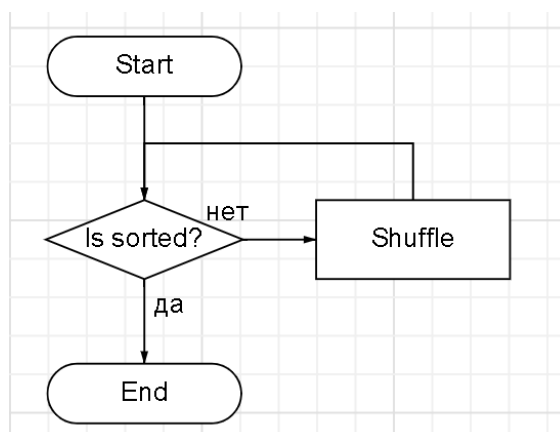 Start
нет
Is sorted?
Shuffle
да
End